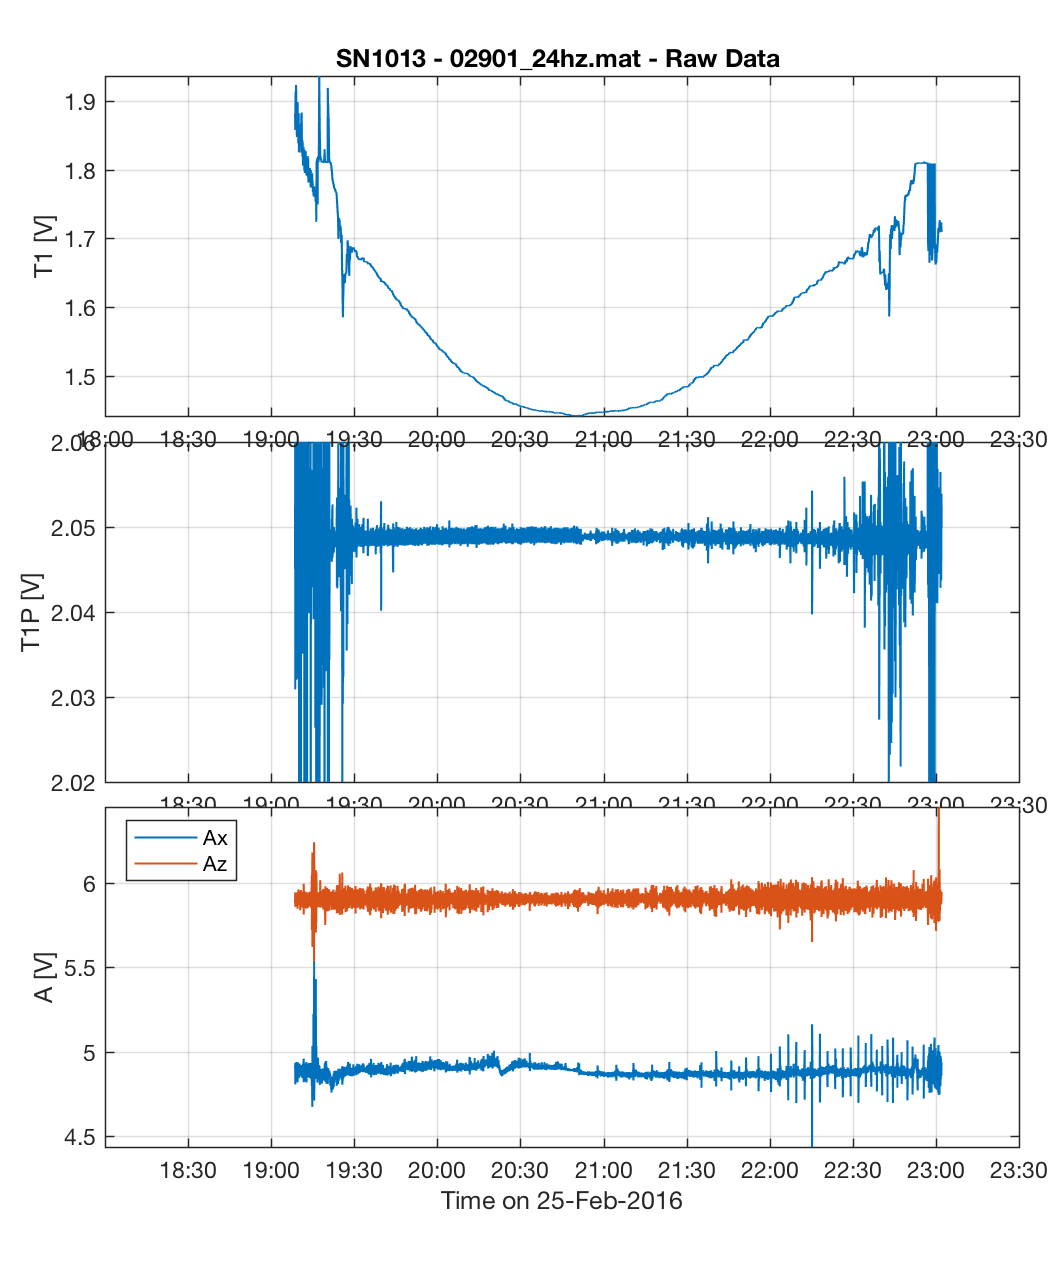 SN1013 - 02901_24hz.mat - Raw Data
T1 [V]
1.9
1.8
1.7
1.6
1.5
18:00 18:30 19:00 19:30 20:00 20:30 21:00 21:30 22:00 22:30 23:00 23:30
T1P [V]
2.06
2.05
2.04
2.03
2.02
18:30 19:00 19:30 20:00 20:30 21:00 21:30 22:00 22:30 23:00 23:30
A [V]
Ax
Az
6
5.5
5
4.5
18:30 19:00 19:30 20:00 20:30 21:00 21:30 22:00 22:30 23:00 23:30
Time on 25-Feb-2016